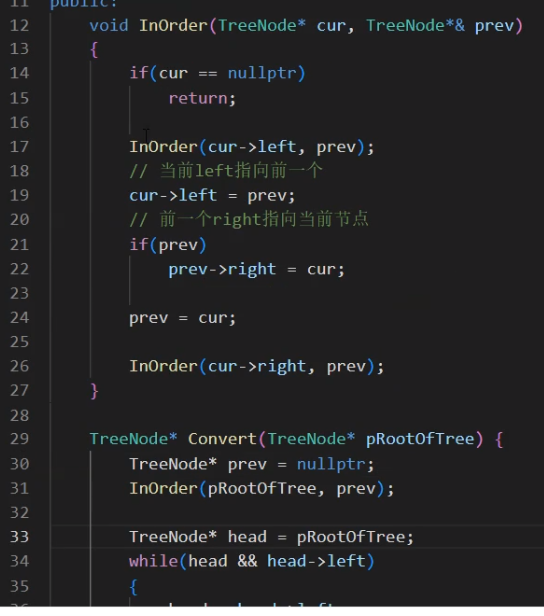 11 public:
12 void InOrder(TreeNode* cur, TreeNode*& prev)
13 {
14 if(cur == nullptr)
15 return;
16
17 InOrder(cur->left, prev);
18 // 当前left指向前一个
19 cur->left = prev;
20 // 前一个right指向当前节点
21 if(prev)
22 prev->right = cur;
23
24 prev = cur;
25
26 InOrder(cur->right, prev);
27 }
28
29 TreeNode* Convert(TreeNode* pRootOfTree) {
30 TreeNode* prev = nullptr;
31 InOrder(pRootOfTree, prev);
32
33 TreeNode* head = pRootOfTree;
34 while(head && head->left)
35 {